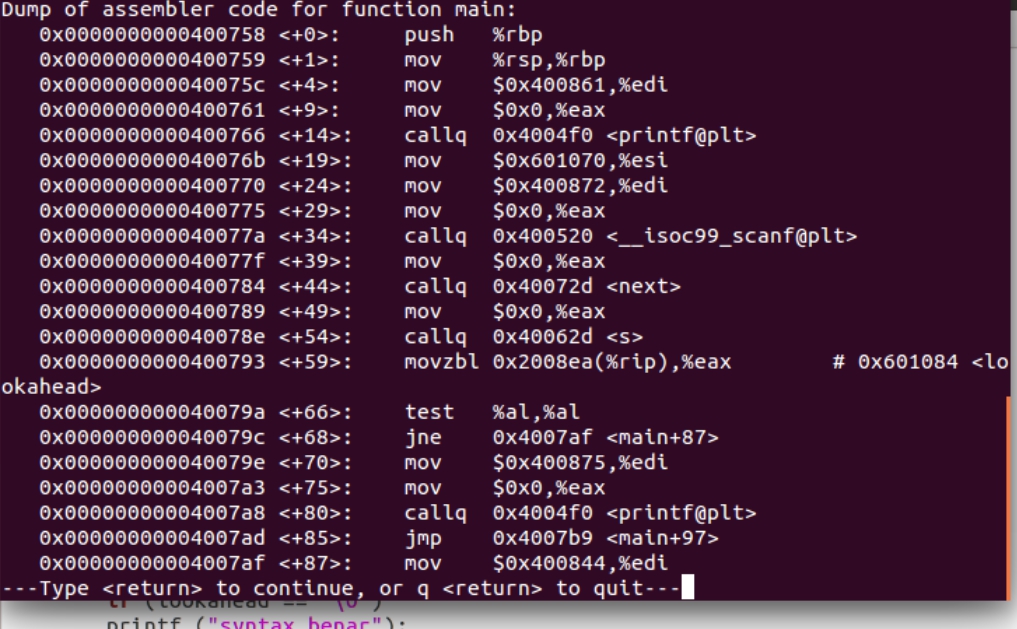 Dump of assembler code for function main:
   0x0000000000400758 <+0>:     push   %rbp
   0x0000000000400759 <+1>:     mov    %rsp,%rbp
   0x000000000040075c <+4>:     mov    $0x400861,%edi
   0x0000000000400761 <+9>:     mov    $0x0,%eax
   0x0000000000400766 <+14>:    callq  0x4004f0 <printf@plt>
   0x000000000040076b <+19>:    mov    $0x601070,%esi
   0x0000000000400770 <+24>:    mov    $0x400872,%edi
   0x0000000000400775 <+29>:    mov    $0x0,%eax
   0x000000000040077a <+34>:    callq  0x400520 <__isoc99_scanf@plt>
   0x000000000040077f <+39>:    mov    $0x0,%eax
   0x0000000000400784 <+44>:    callq  0x40072d <next>
   0x0000000000400789 <+49>:    mov    $0x0,%eax
   0x000000000040078e <+54>:    callq  0x40062d <s>
   0x0000000000400793 <+59>:    movzbl 0x2008ea(%rip),%eax        # 0x601084 <lo
okahead>
   0x000000000040079a <+66>:    test   %al,%al
   0x000000000040079c <+68>:    jne    0x4007af <main+87>
   0x000000000040079e <+70>:    mov    $0x400875,%edi
   0x00000000004007a3 <+75>:    mov    $0x0,%eax
   0x00000000004007a8 <+80>:    callq  0x4004f0 <printf@plt>
   0x00000000004007ad <+85>:    jmp    0x4007b9 <main+97>
   0x00000000004007af <+87>:    mov    $0x400844,%edi
---Type <return> to continue, or q <return> to quit---
if (lookahead == '\0')
printf ("syntax benar");